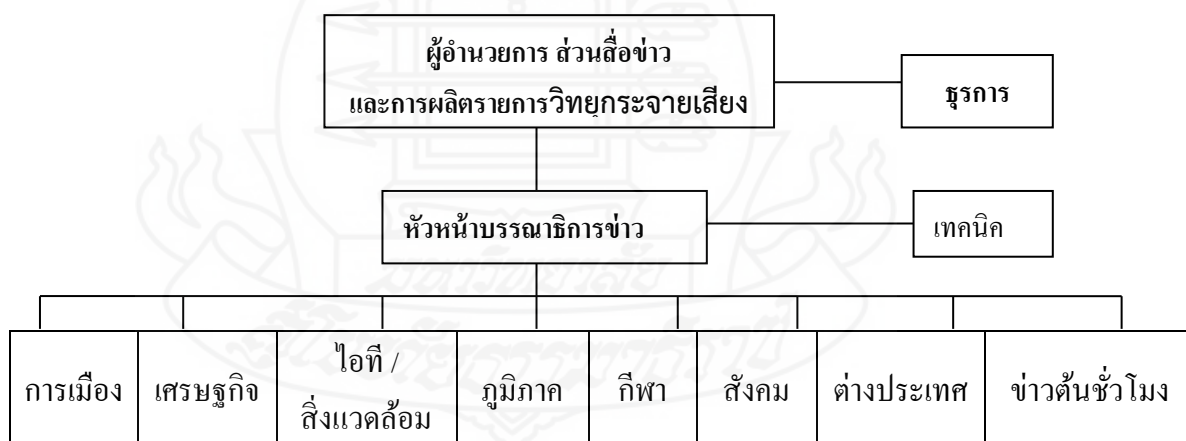 ผู้อำนวยการ ส่วนสื่อข่าว
และการผลิตรายการวิทยุกระจายเสียง
ธุรการ
หัวหน้าบรรณาธิการข่าว
เทคนิค
การเมือง
เศรษฐกิจ
ไอที /
สิ่งแวดล้อม
ภูมิภาค
กีฬา
สังคม
ต่างประเทศ
ข่าวต้นชั่วโมง